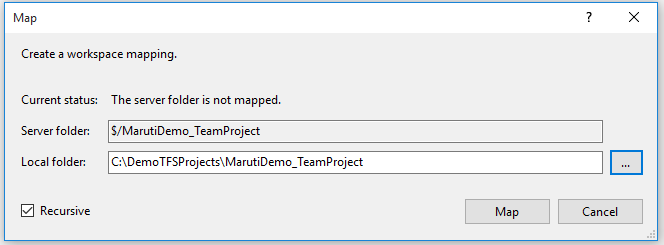 Map
?
Create a workspace mapping.
Current status: The server folder is not mapped.
Server folder: $/MarutiDemo_TeamProject
Local folder: C:\DemoTFSProjects\MarutiDemo_TeamProject ...
Recursive Map Cancel